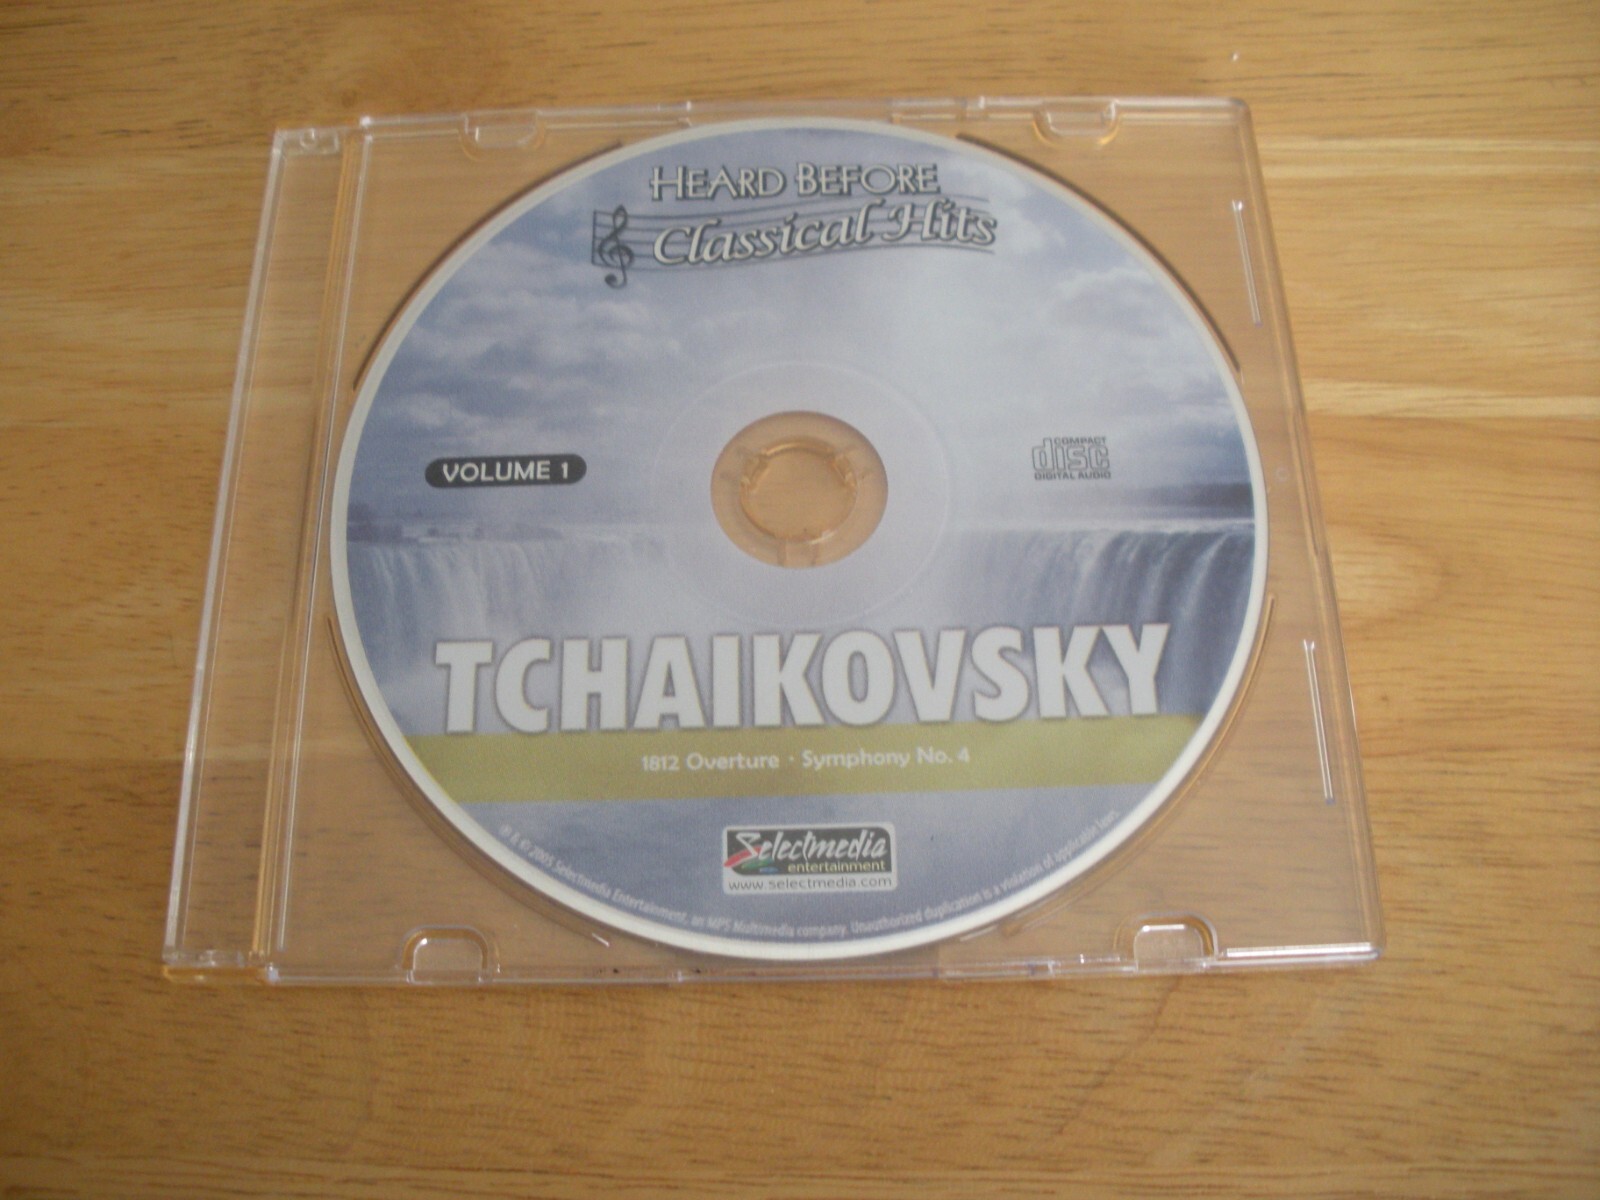 HEARD BEFORE
Classical Hits
VOLUME 1
COMPACT
disc
DIGITAL AUDIO
TCHAIKOVSKY
1812 Overture · Symphony No. 4
Selectmedia
entertainment
www.selectmedia.com
℗ & © 2005 Selectmedia Entertainment, an MPS Multimedia company. Unauthorized duplication is a violation of applicable laws.